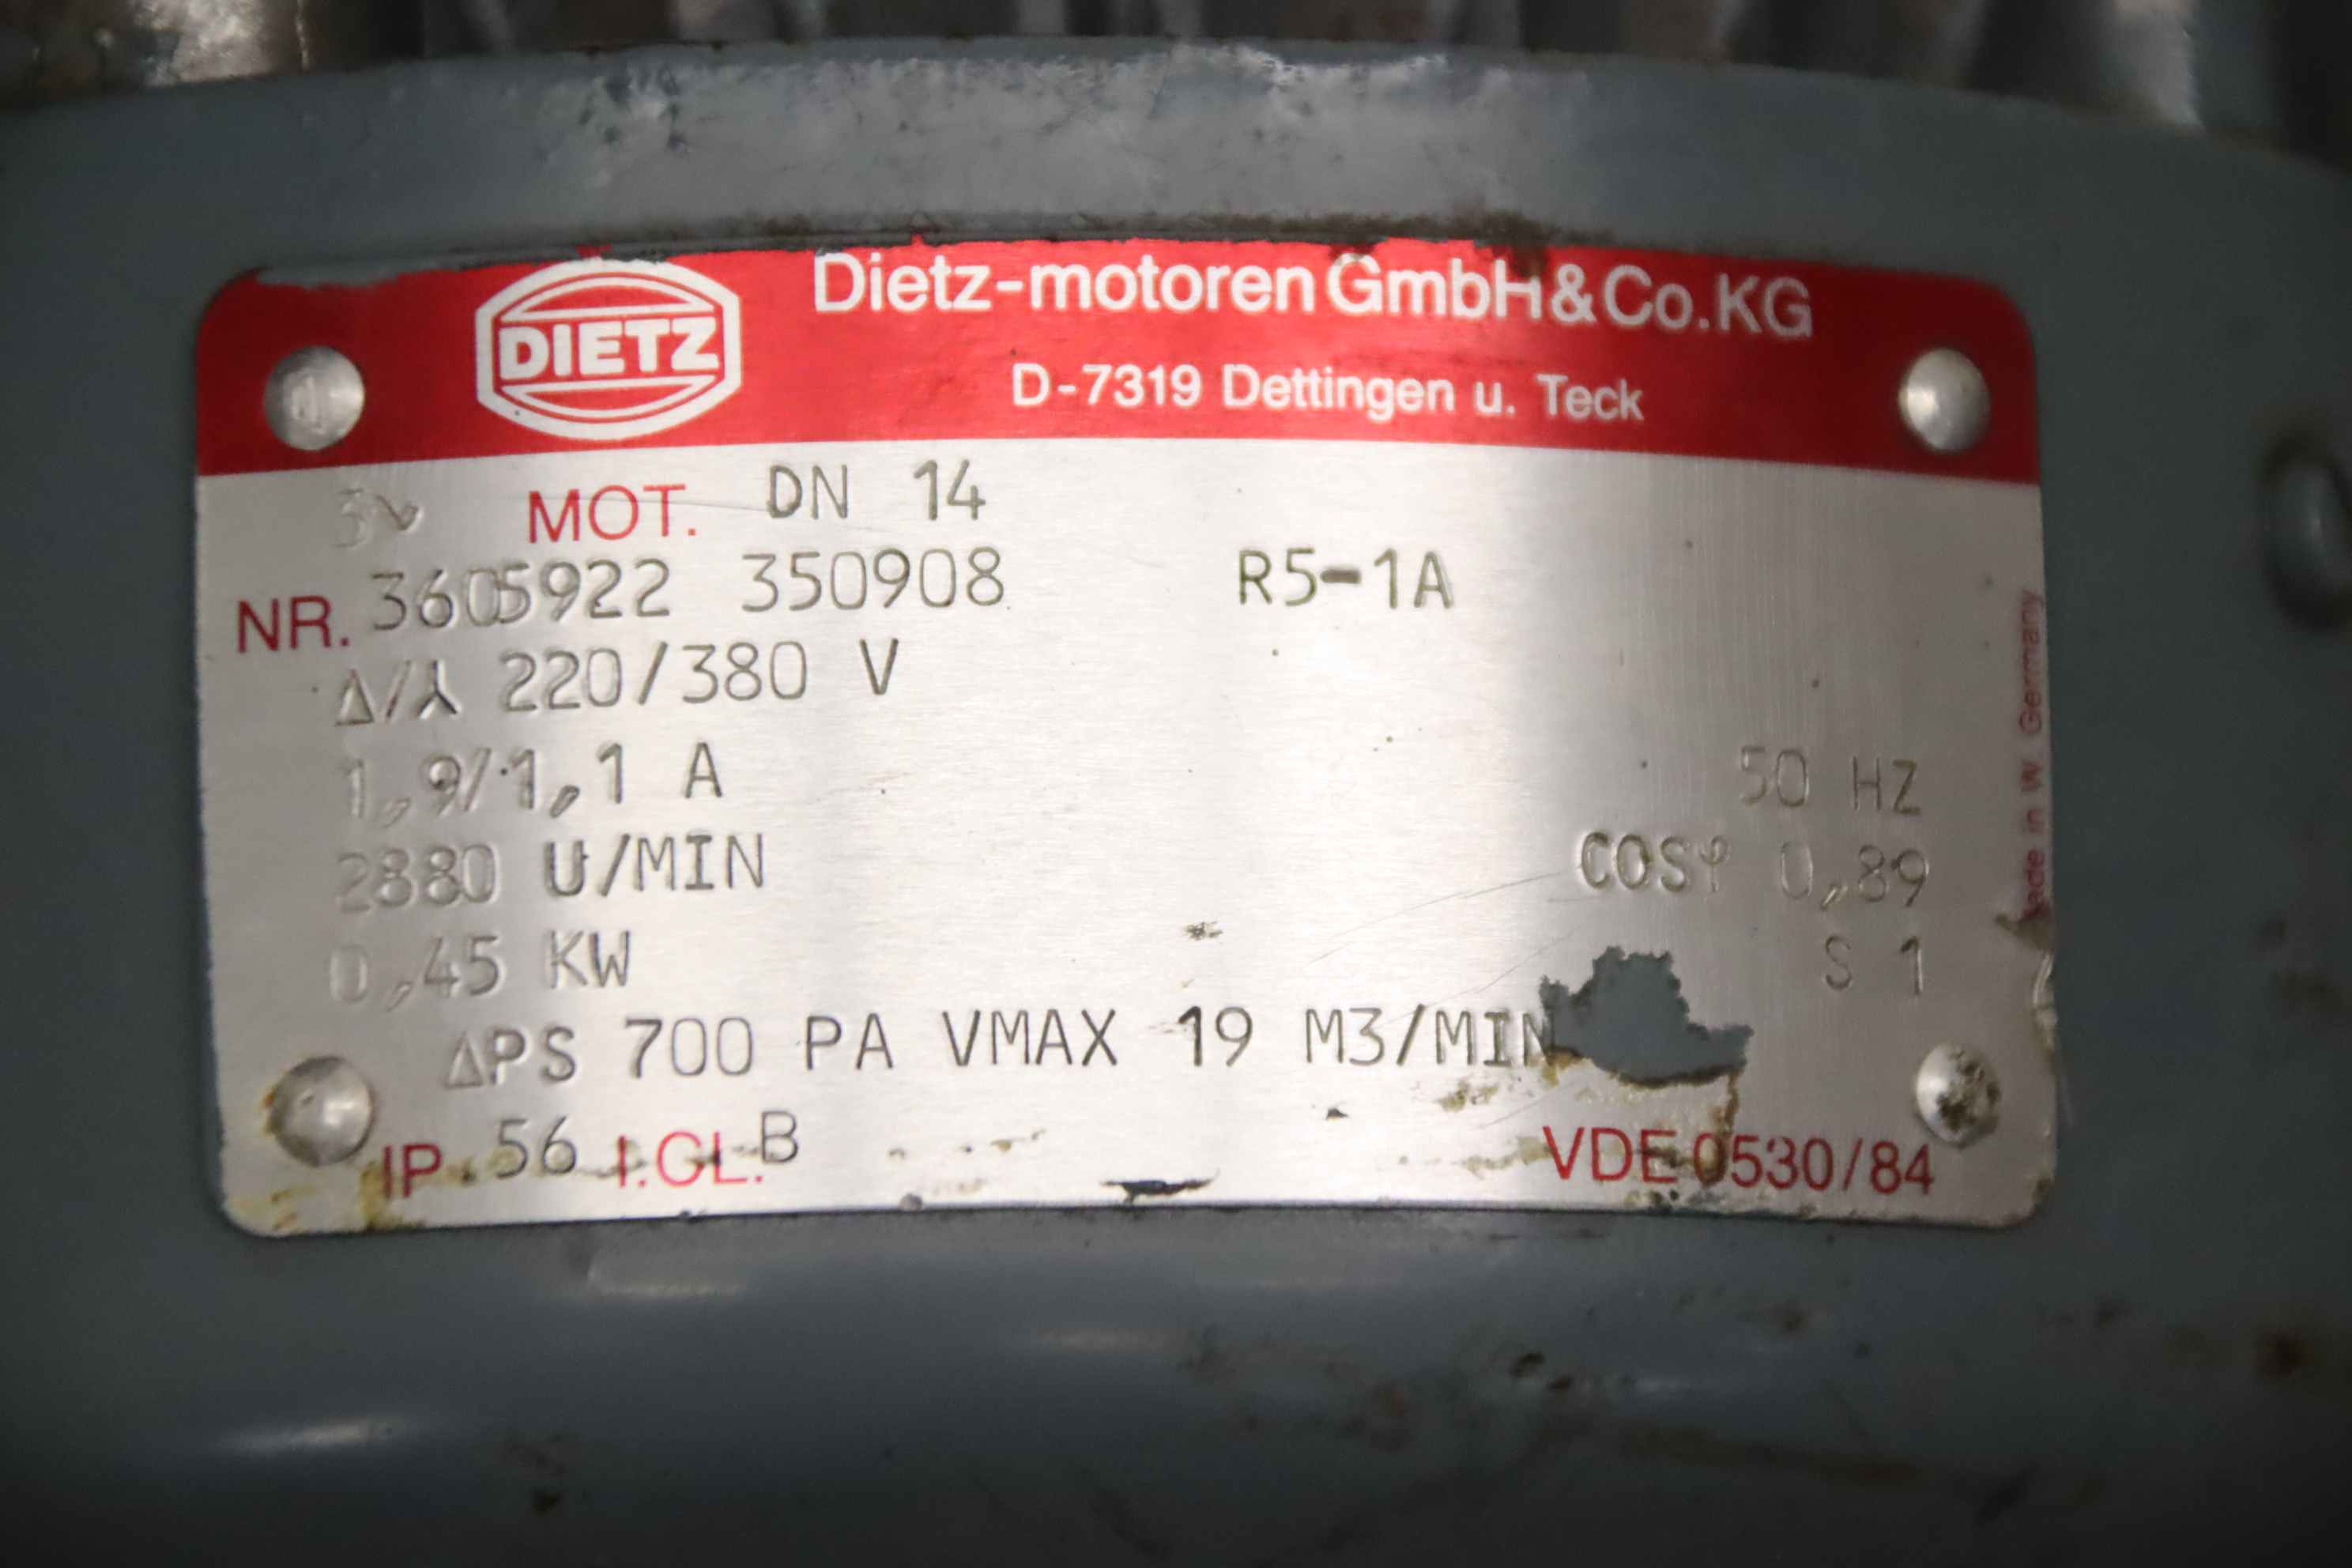 DIETZ
Dietz-motoren GmbH & Co. KG
D-7319 Dettingen u. Teck
3~ MOT. DN 14
NR. 3605922 350908 R5-1A
Δ/⅄ 220/380 V
1,9/1,1 A 50 HZ
2880 U/MIN COSφ 0,89
0,45 KW S 1
ΔPS 700 PA VMAX 19 M3/MIN
IP. 56 I.CL. B VDE 0530/84
Made in W. Germany